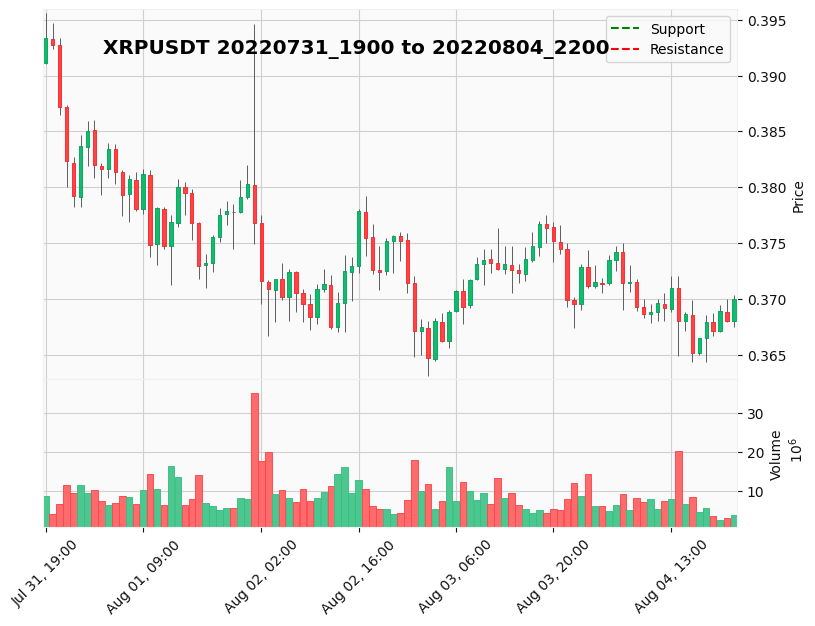 XRPUSDT 20220731_1900 to 20220804_2200
Support
Resistance
0.395
0.390
0.385
0.380
0.375
0.370
0.365
Price
30
20
10
Volume
10^6
Jul 31, 19:00
Aug 01, 09:00
Aug 02, 02:00
Aug 02, 16:00
Aug 03, 06:00
Aug 03, 20:00
Aug 04, 13:00